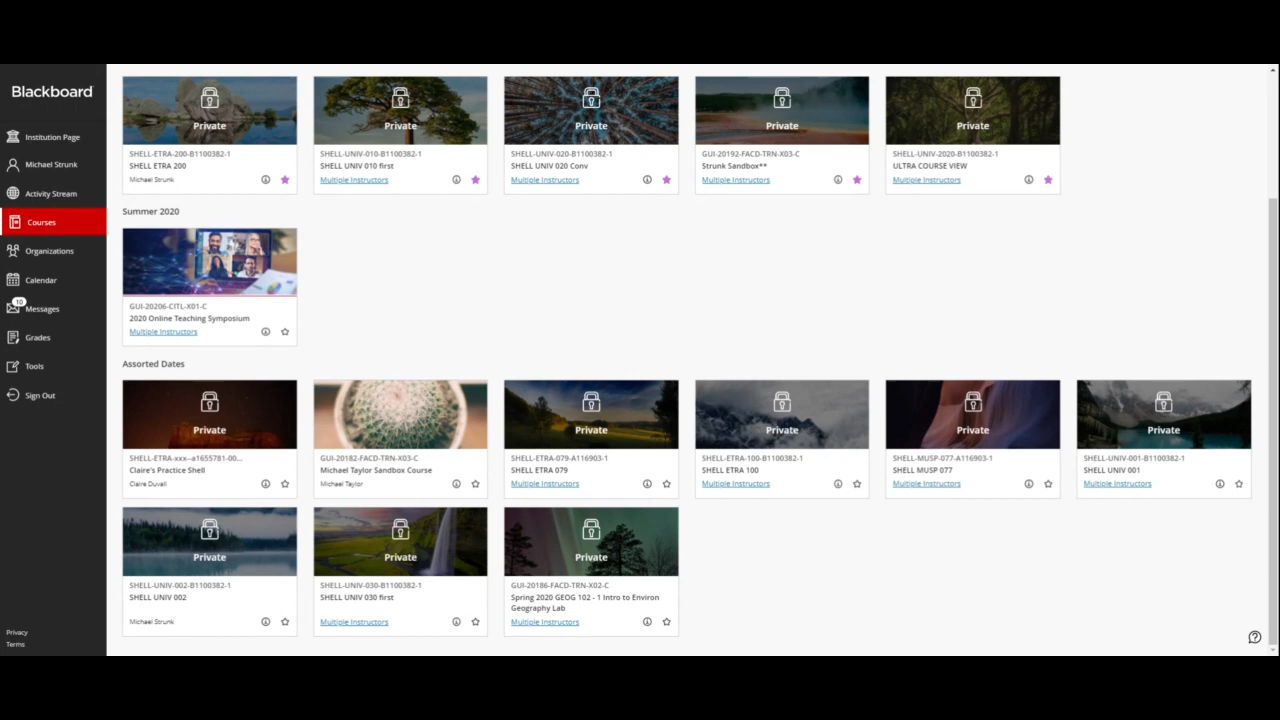 Blackboard
Institution Page
Michael Strunk
Activity Stream
Courses
Organizations
Calendar
10
Messages
Grades
Tools
Sign Out
Privacy
Terms
Private
SHELL-ETRA-200-B1100382-1
SHELL ETRA 200
Michael Strunk
Private
SHELL-UNIV-010-B1100382-1
SHELL UNIV 010 first
Multiple Instructors
Private
SHELL-UNIV-020-B1100382-1
SHELL UNIV 020 Conv
Multiple Instructors
Private
GUI-20192-FACD-TRN-X03-C
Strunk Sandbox**
Multiple Instructors
Private
SHELL-UNIV-2020-B1100382-1
ULTRA COURSE VIEW
Multiple Instructors
Summer 2020
GUI-20206-CITL-X01-C
2020 Online Teaching Symposium
Multiple Instructors
Assorted Dates
Private
SHELL-ETRA-xxx--a1655781-00...
Claire's Practice Shell
Claire Duvall
GUI-20182-FACD-TRN-X03-C
Michael Taylor Sandbox Course
Michael Taylor
Private
SHELL-ETRA-079-A116903-1
SHELL ETRA 079
Multiple Instructors
Private
SHELL-ETRA-100-B1100382-1
SHELL ETRA 100
Multiple Instructors
Private
SHELL-MUSP-077-A116903-1
SHELL MUSP 077
Multiple Instructors
Private
SHELL-UNIV-001-B1100382-1
SHELL UNIV 001
Multiple Instructors
Private
SHELL-UNIV-002-B1100382-1
SHELL UNIV 002
Michael Strunk
Private
SHELL-UNIV-030-B1100382-1
SHELL UNIV 030 first
Multiple Instructors
Private
GUI-20186-FACD-TRN-X02-C
Spring 2020 GEOG 102 - 1 Intro to Environ
Geography Lab
Multiple Instructors